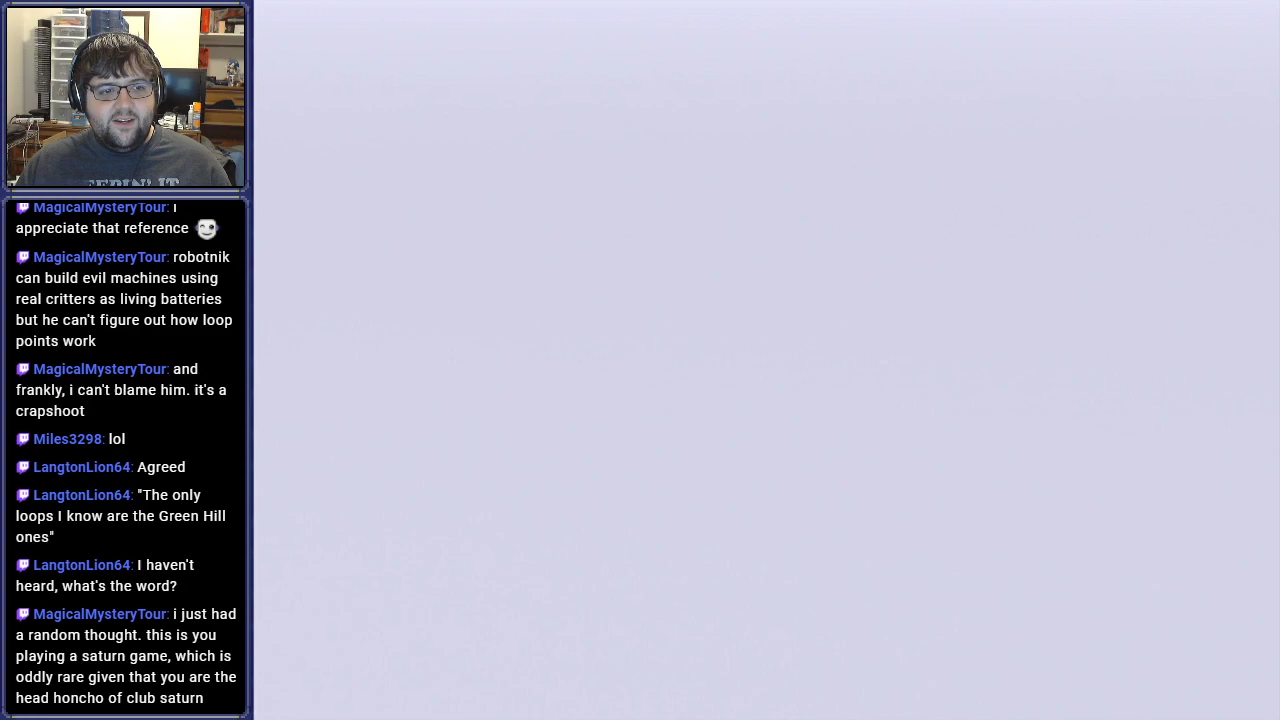 EERIN' IT
MagicalMysteryTour: i
appreciate that reference
MagicalMysteryTour: robotnik
can build evil machines using
real critters as living batteries
but he can't figure out how loop
points work
MagicalMysteryTour: and
frankly, i can't blame him. it's a
crapshoot
Miles3298: lol
LangtonLion64: Agreed
LangtonLion64: "The only
loops I know are the Green Hill
ones"
LangtonLion64: I haven't
heard, what's the word?
MagicalMysteryTour: i just had
a random thought. this is you
playing a saturn game, which is
oddly rare given that you are the
head honcho of club saturn